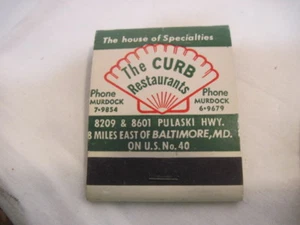 The house of Specialties
The CURB
Restaurants
Phone
MURDOCK
7-9854
Phone
MURDOCK
6-9679
8209 & 8601 PULASKI HWY.
8 MILES EAST OF BALTIMORE, MD.
ON U.S. No. 40